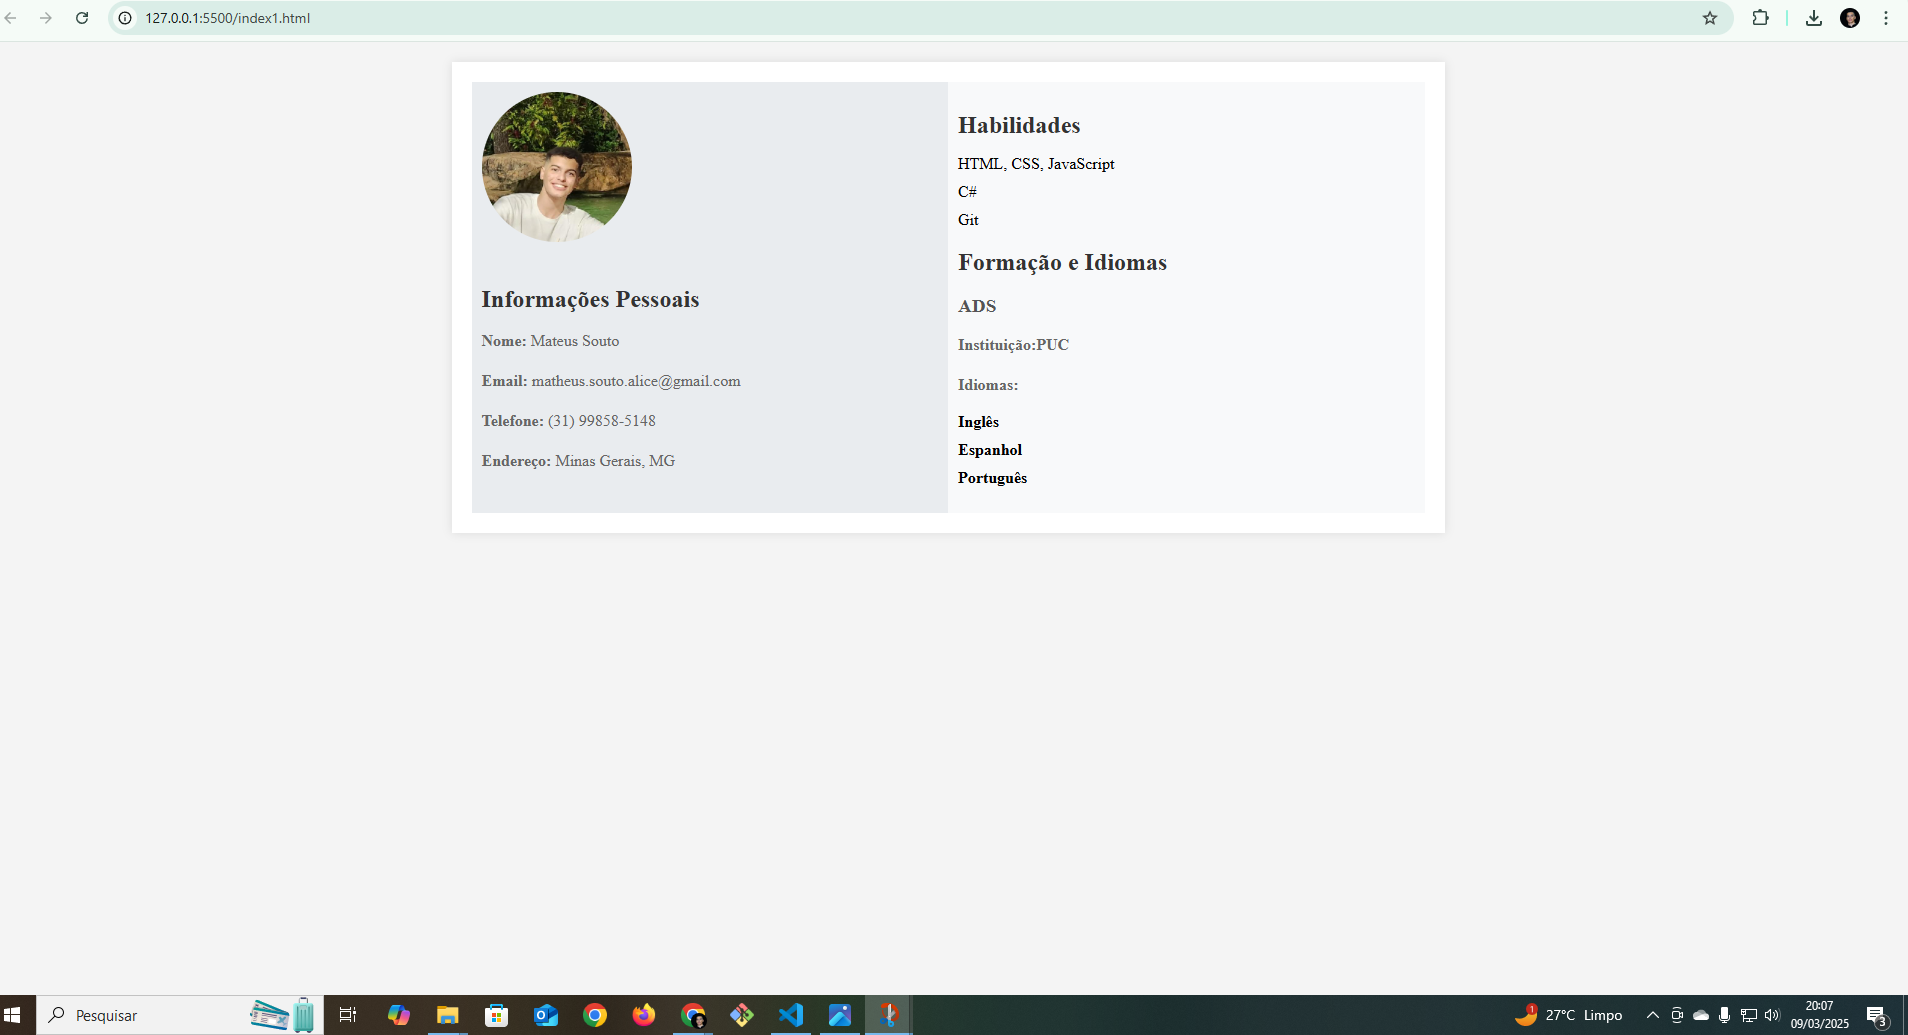 127.0.0.1:5500/index1.html
Informações Pessoais
Nome: Mateus Souto
Email: matheus.souto.alice@gmail.com
Telefone: (31) 99858-5148
Endereço: Minas Gerais, MG
Habilidades
HTML, CSS, JavaScript
C#
Git
Formação e Idiomas
ADS
Instituição:PUC
Idiomas:
Inglês
Espanhol
Português
Pesquisar
1
27°C Limpo
20:07
09/03/2025
3